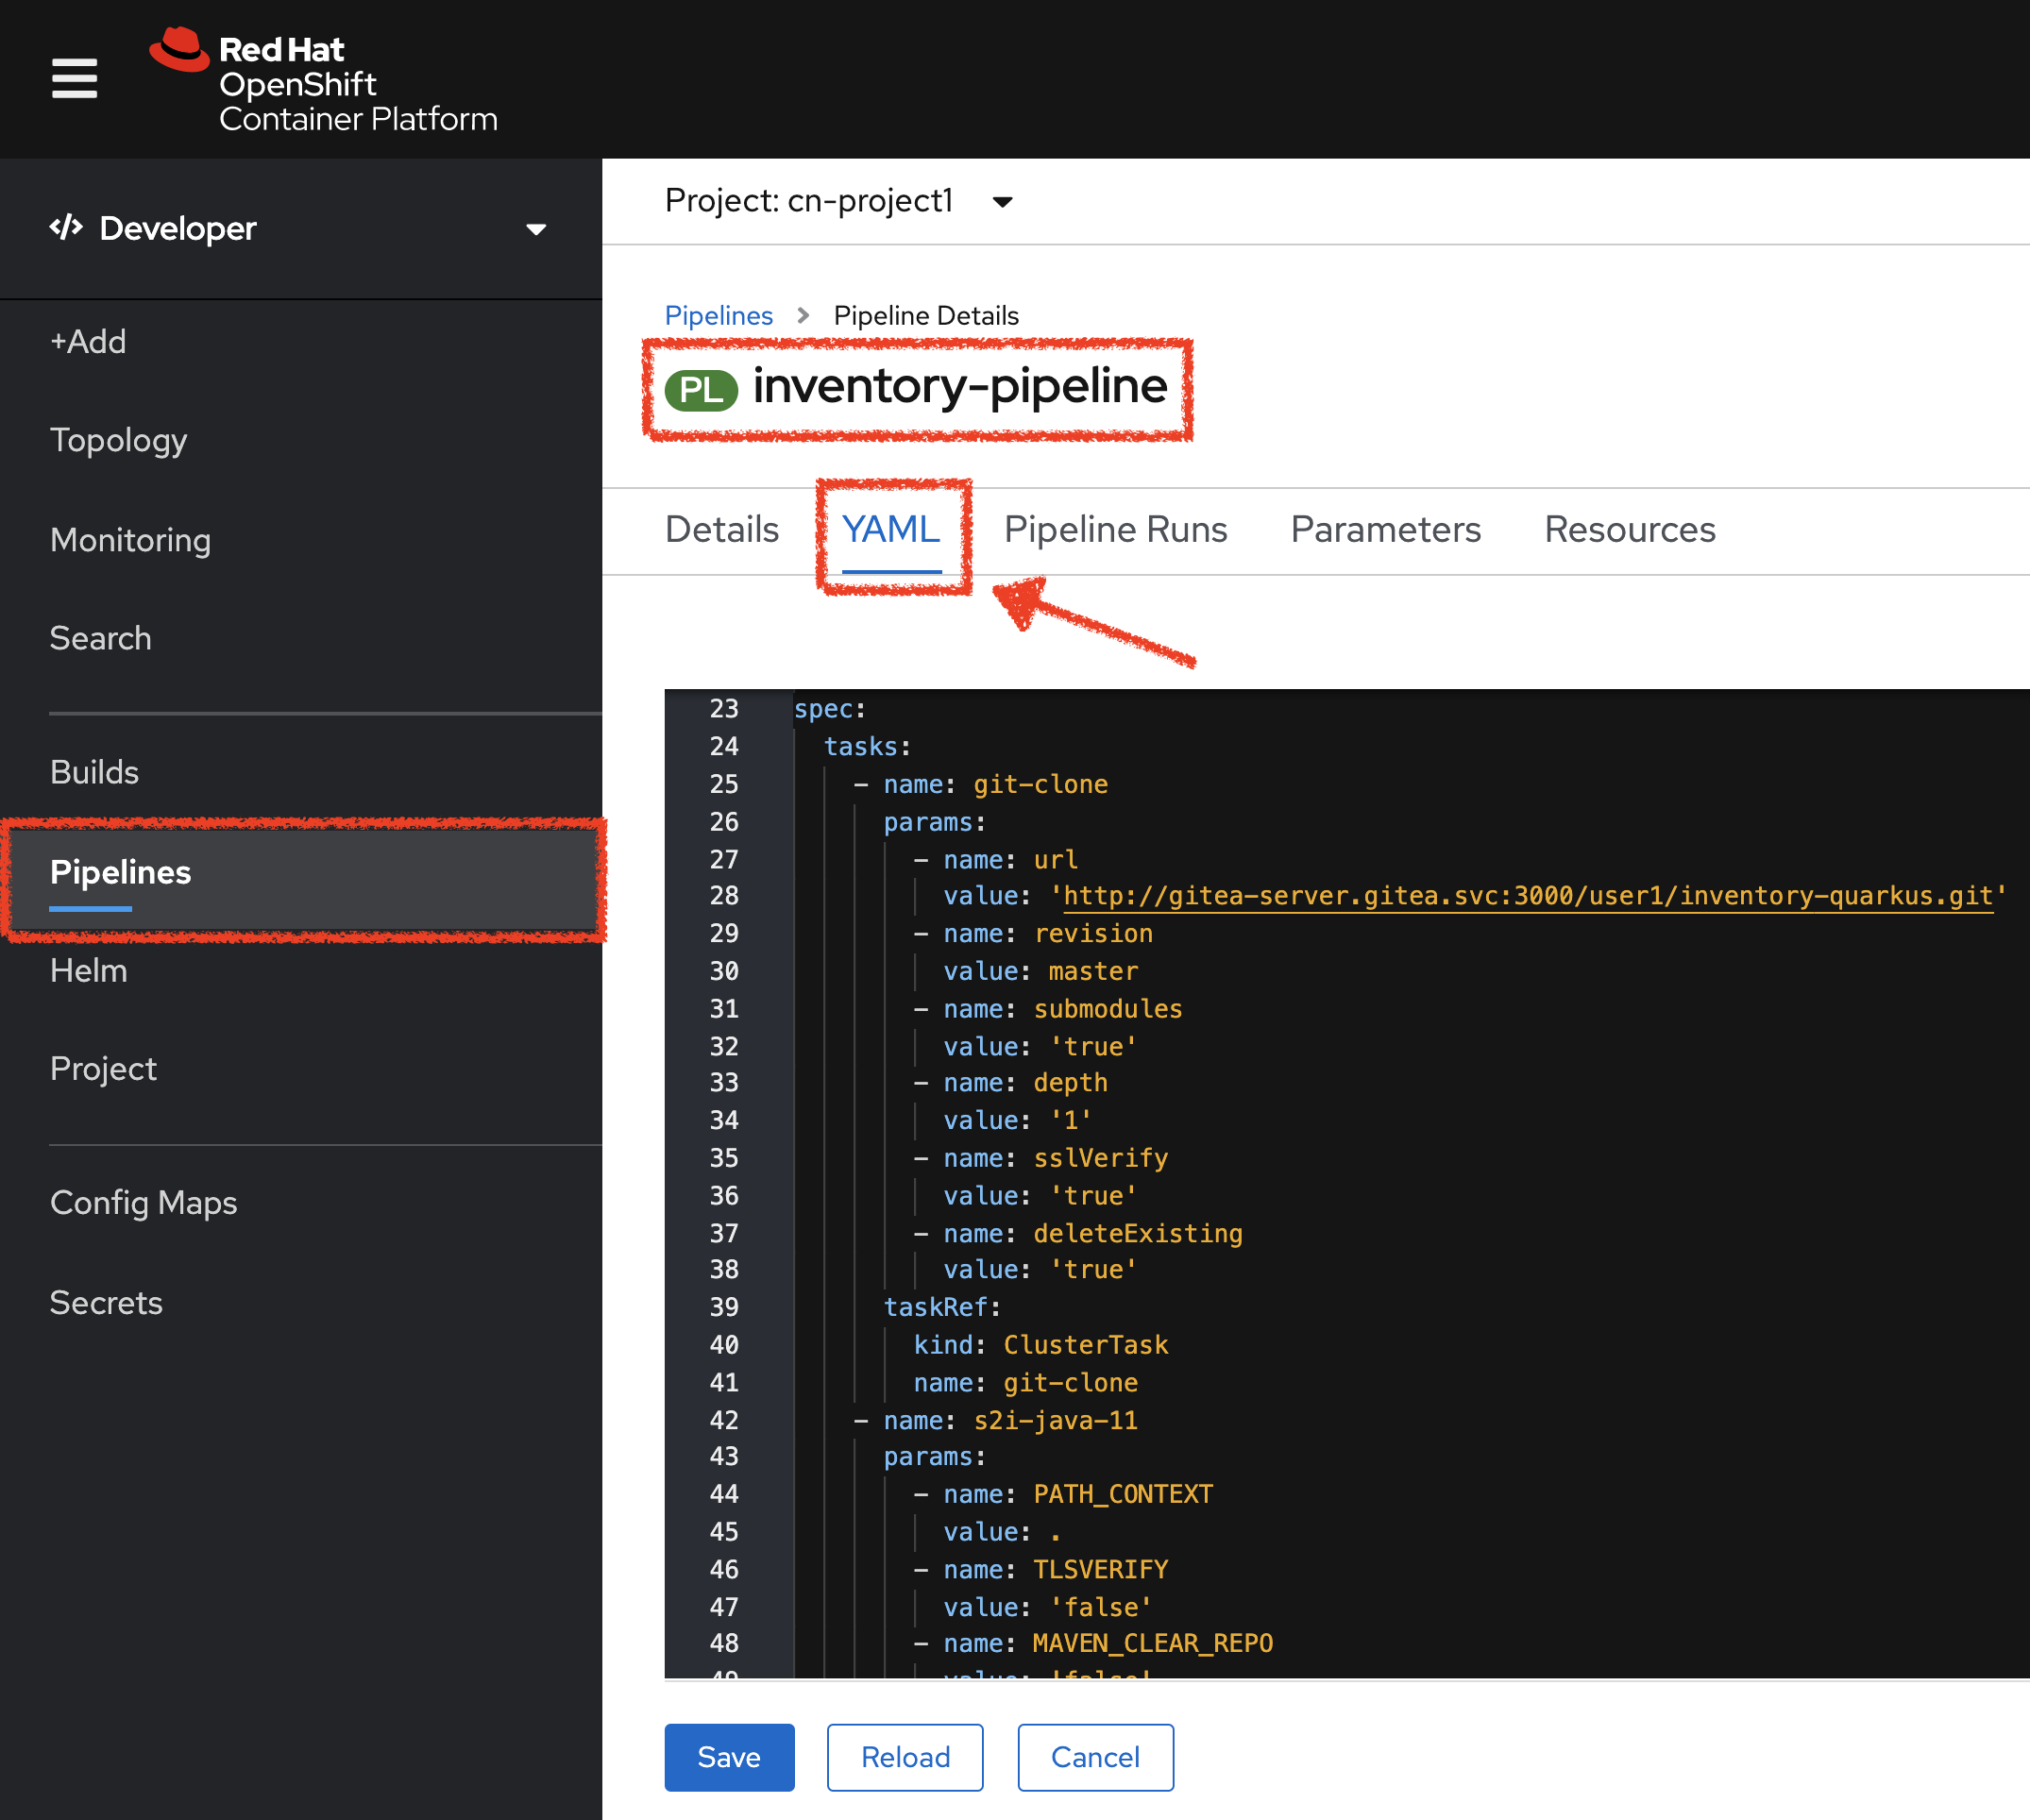 Red Hat
OpenShift
Container Platform
</> Developer
+Add
Topology
Monitoring
Search
Builds
Pipelines
Helm
Project
Config Maps
Secrets
Project: cn-project1
Pipelines > Pipeline Details
PL inventory-pipeline
Details YAML Pipeline Runs Parameters Resources
23 spec:
24 tasks:
25 - name: git-clone
26 params:
27 - name: url
28 value: 'http://gitea-server.gitea.svc:3000/user1/inventory-quarkus.git'
29 - name: revision
30 value: master
31 - name: submodules
32 value: 'true'
33 - name: depth
34 value: '1'
35 - name: sslVerify
36 value: 'true'
37 - name: deleteExisting
38 value: 'true'
39 taskRef:
40 kind: ClusterTask
41 name: git-clone
42 - name: s2i-java-11
43 params:
44 - name: PATH_CONTEXT
45 value: .
46 - name: TLSVERIFY
47 value: 'false'
48 - name: MAVEN_CLEAR_REPO
49 value: 'false'
Save Reload Cancel